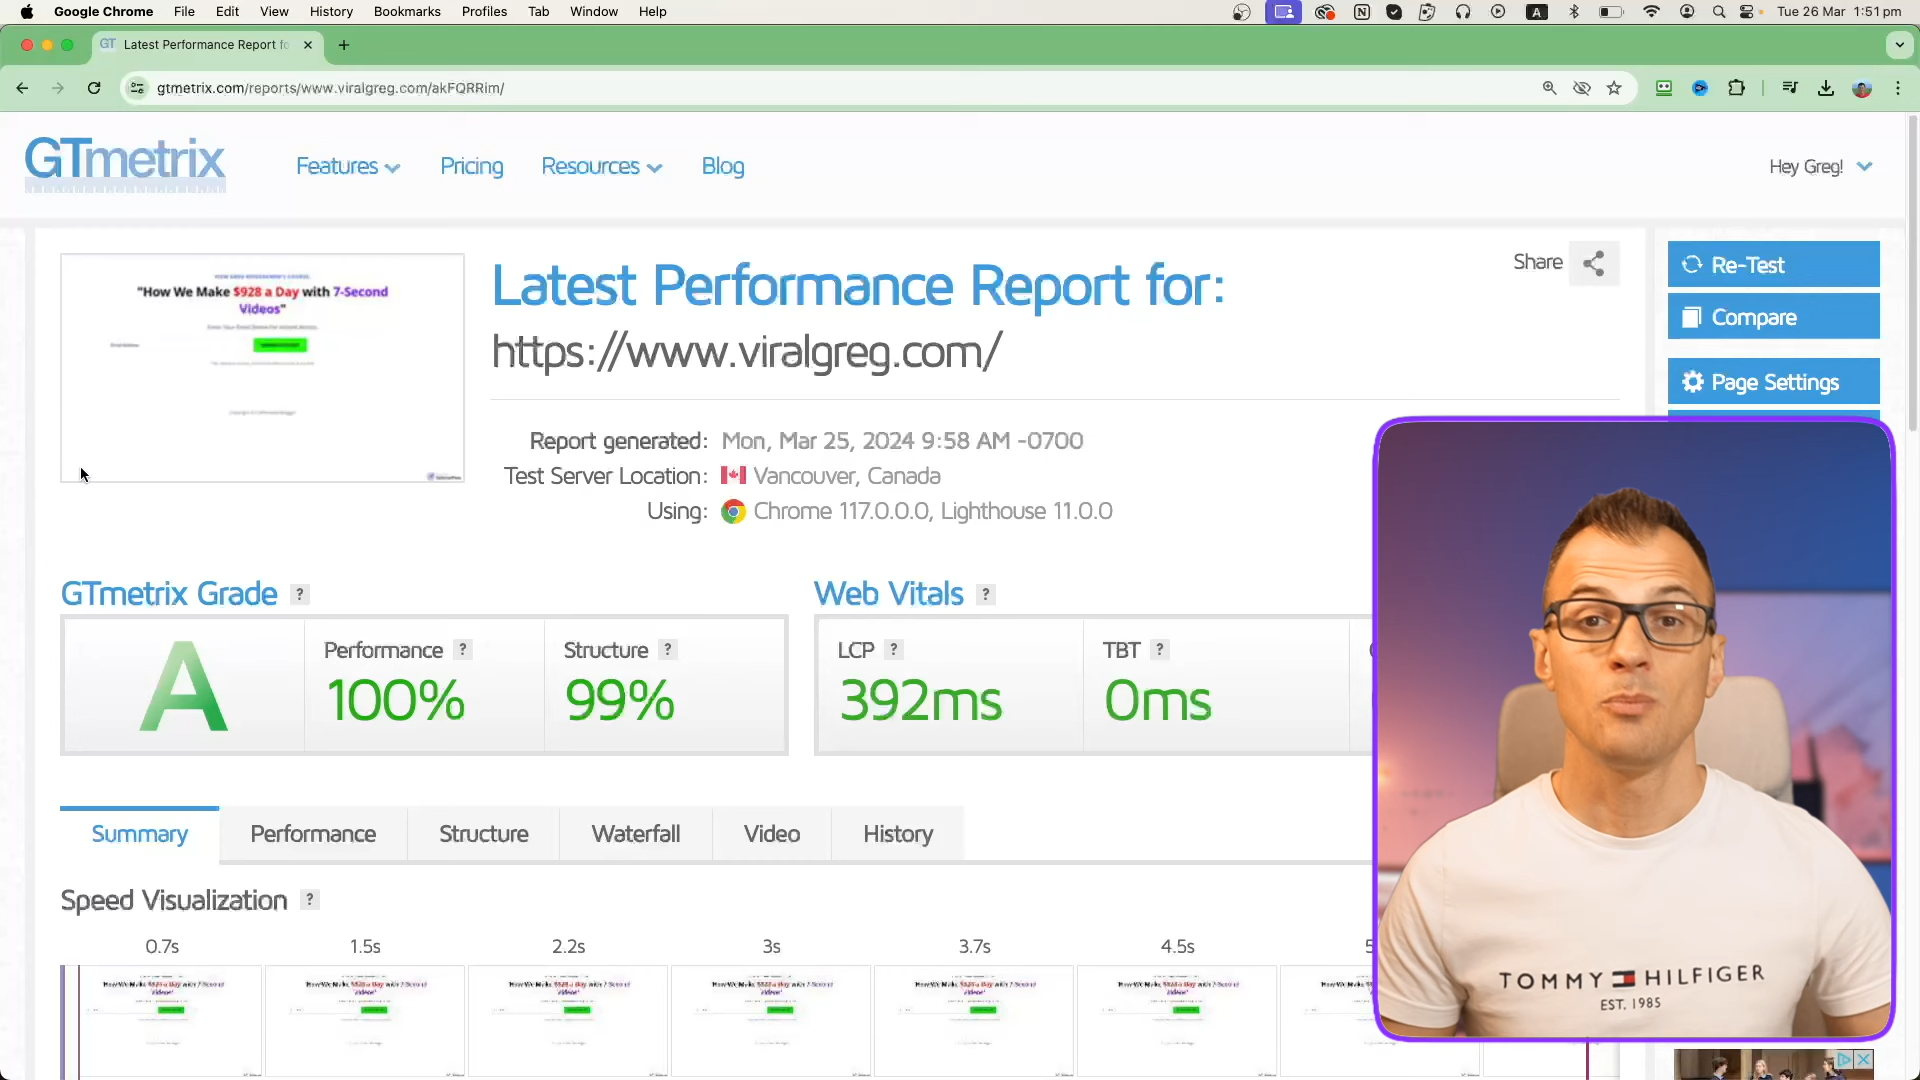 Google Chrome File Edit View History Bookmarks Profiles Tab Window Help
Tue 26 Mar 1:51 pm
GT Latest Performance Report fo
gtmetrix.com/reports/www.viralgreg.com/akFQRRim/
GTmetrix
Features
Pricing
Resources
Blog
Hey Greg!
"How We Make $928 a Day with 7-Second
Videos"
Latest Performance Report for:
https://www.viralgreg.com/
Share
Re-Test
Compare
Page Settings
Report generated: Mon, Mar 25, 2024 9:58 AM -0700
Test Server Location: Vancouver, Canada
Using: Chrome 117.0.0.0, Lighthouse 11.0.0
GTmetrix Grade ?
Web Vitals ?
A
Performance ?
100%
Structure ?
99%
LCP ?
392ms
TBT ?
0ms
Summary
Performance
Structure
Waterfall
Video
History
Speed Visualization ?
0.7s
1.5s
2.2s
3s
3.7s
4.5s
TOMMY HILFIGER
EST. 1985